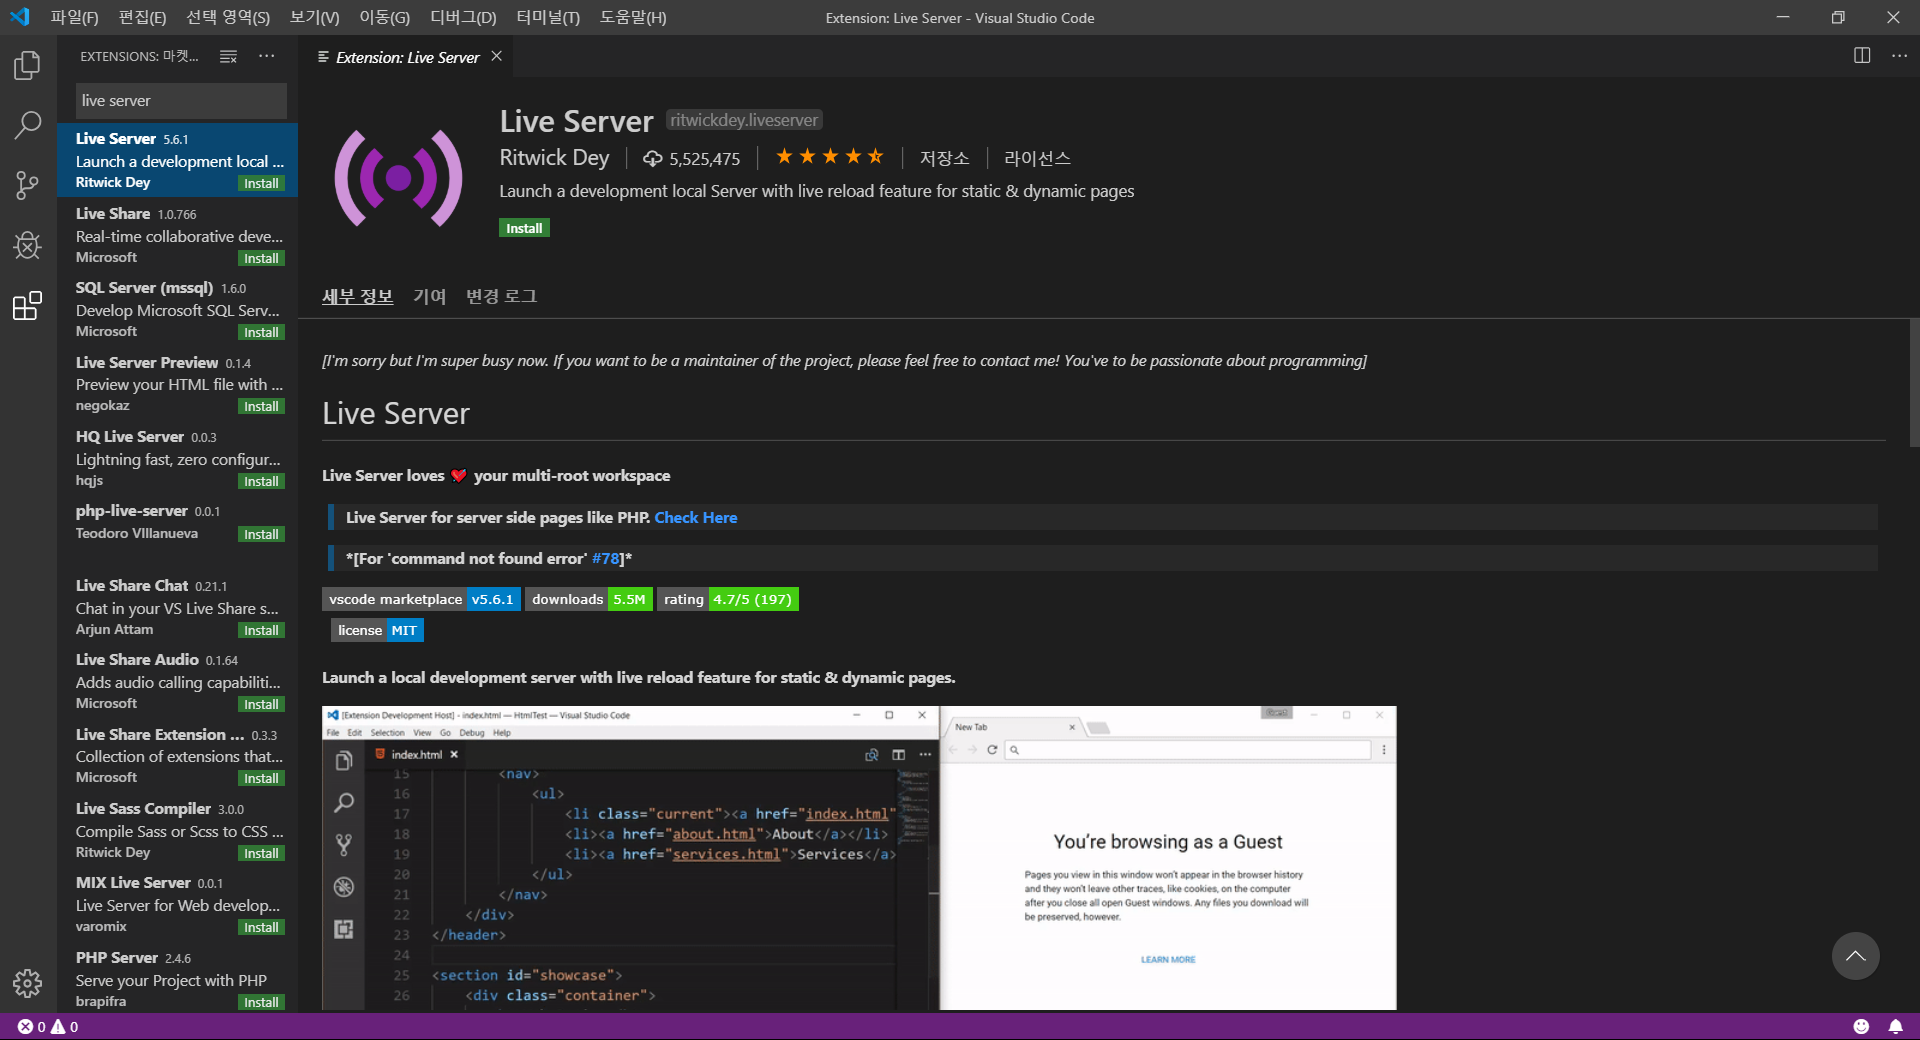 파일(F) 편집(E) 선택 영역(S) 보기(V) 이동(G) 디버그(D) 터미널(T) 도움말(H) Extension: Live Server - Visual Studio Code
EXTENSIONS: 마켓...
live server
Live Server 5.6.1
Launch a development local ...
Ritwick Dey Install
Live Share 1.0.766
Real-time collaborative deve...
Microsoft Install
SQL Server (mssql) 1.6.0
Develop Microsoft SQL Serv...
Microsoft Install
Live Server Preview 0.1.4
Preview your HTML file with ...
negokaz Install
HQ Live Server 0.0.3
Lightning fast, zero configur...
hqjs Install
php-live-server 0.0.1
Teodoro VIllanueva Install
Live Share Chat 0.21.1
Chat in your VS Live Share s...
Arjun Attam Install
Live Share Audio 0.1.64
Adds audio calling capabiliti...
Microsoft Install
Live Share Extension ... 0.3.3
Collection of extensions that...
Microsoft Install
Live Sass Compiler 3.0.0
Compile Sass or Scss to CSS ...
Ritwick Dey Install
MIX Live Server 0.0.1
Live Server for Web develop...
varomix Install
PHP Server 2.4.6
Serve your Project with PHP
brapifra Install
Extension: Live Server
Live Server ritwickdey.liveserver
Ritwick Dey 5,525,475 저장소 라이선스
Launch a development local Server with live reload feature for static & dynamic pages
Install
세부 정보 기여 변경 로그
[I'm sorry but I'm super busy now. If you want to be a maintainer of the project, please feel free to contact me! You've to be passionate about programming]
Live Server
Live Server loves 💘 your multi-root workspace
Live Server for server side pages like PHP. Check Here
*[For 'command not found error' #78]*
vscode marketplace v5.6.1 downloads 5.5M rating 4.7/5 (197)
license MIT
Launch a local development server with live reload feature for static & dynamic pages.
[Extension Development Host] - index.html — HtmlTest — Visual Studio Code
File Edit Selection View Go Debug Help
index.html
15 <nav>
16 <ul>
17 <li class="current"><a href="index.html"
18 <li><a href="about.html">About</a></li>
19 <li><a href="services.html">Services</a>
20 </ul>
21 </nav>
22 </div>
23 </header>
24
25 <section id="showcase">
26 <div class="container">
Guest
New Tab
You're browsing as a Guest
Pages you view in this window won't appear in the browser history
and they won't leave other traces, like cookies, on the computer
after you close all open Guest windows. Any files you download will
be preserved, however.
LEARN MORE
0 0